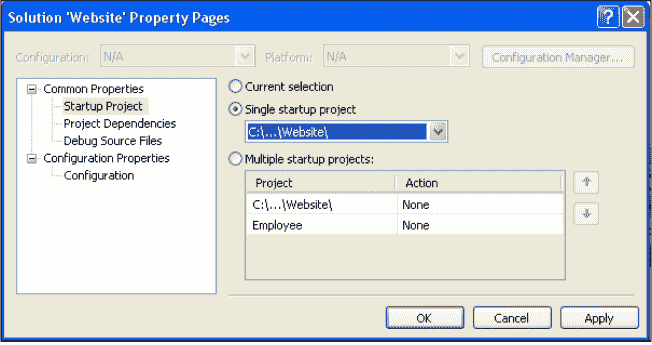 Solution 'Website' Property Pages
Configuration: N/A Platform: N/A Configuration Manager...
Common Properties
Startup Project
Project Dependencies
Debug Source Files
Configuration Properties
Configuration
Current selection
Single startup project
C:\...\Website\
Multiple startup projects:
Project Action
C:\...\Website\ None
Employee None
OK Cancel Apply